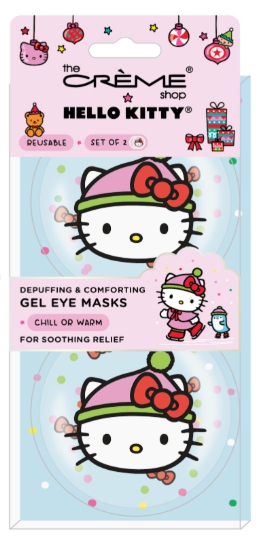 the
CRÈME®
shop
HELLO KITTY®
REUSABLE • SET OF 2
DEPUFFING & COMFORTING
GEL EYE MASKS
• CHILL OR WARM
FOR SOOTHING RELIEF